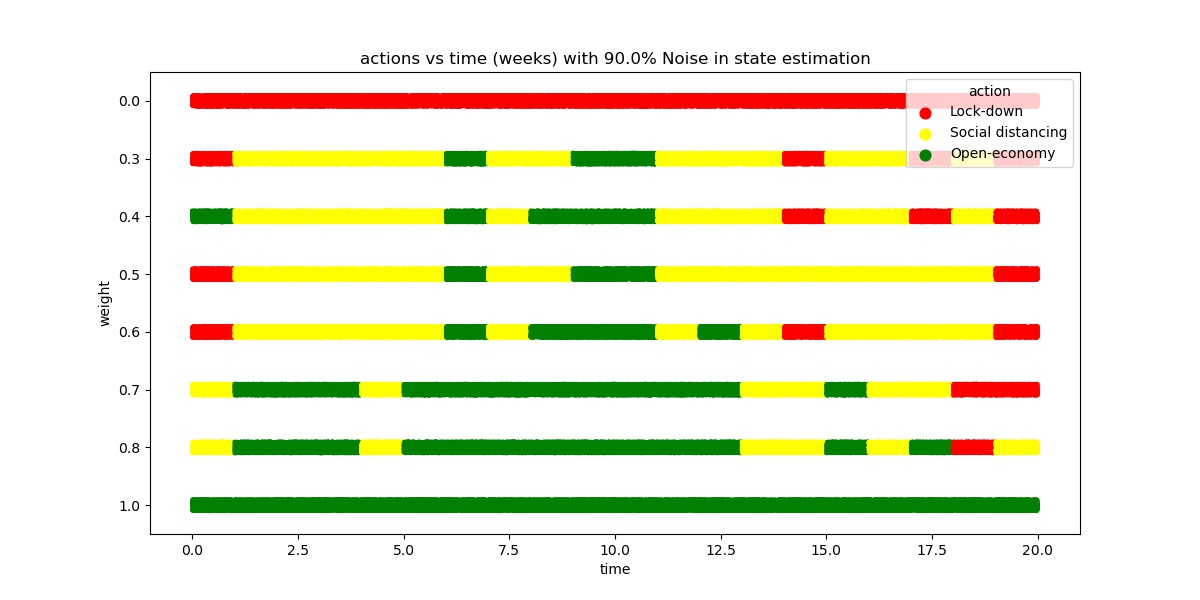 actions vs time (weeks) with 90.0% Noise in state estimation
action
Lock-down
Social distancing
Open-economy
weight
0.0
0.3
0.4
0.5
0.6
0.7
0.8
1.0
0.0 2.5 5.0 7.5 10.0 12.5 15.0 17.5 20.0
time